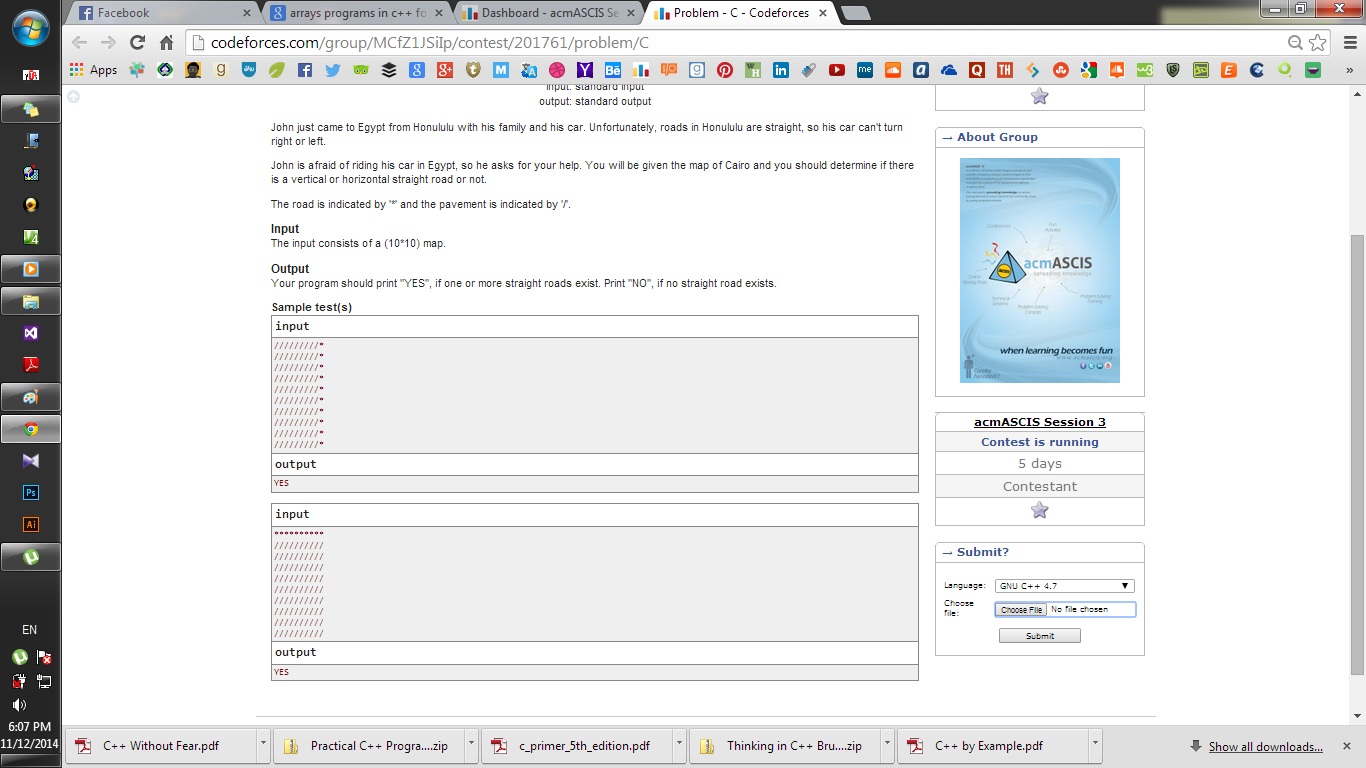 Facebook
arrays programs in c++ fo
Dashboard - acmASCIS Se
Problem - C - Codeforces
codeforces.com/group/MCfZ1JSiIp/contest/201761/problem/C
Apps
input: standard input
output: standard output
John just came to Egypt from Honululu with his family and his car. Unfortunately, roads in Honululu are straight, so his car can't turn
right or left.
John is afraid of riding his car in Egypt, so he asks for your help. You will be given the map of Cairo and you should determine if there
is a vertical or horizontal straight road or not.
The road is indicated by '*' and the pavement is indicated by '/'.
Input
The input consists of a (10*10) map.
Output
Your program should print "YES", if one or more straight roads exist. Print "NO", if no straight road exists.
Sample test(s)
input
/////////*
/////////*
/////////*
/////////*
/////////*
/////////*
/////////*
/////////*
/////////*
/////////*
output
YES
input
**********
//////////
//////////
//////////
//////////
//////////
//////////
//////////
//////////
//////////
output
YES
→ About Group
acmASCIS
spreading knowledge
when learning becomes fun
acmASCIS Session 3
Contest is running
5 days
Contestant
→ Submit?
Language:
GNU C++ 4.7
Choose
file:
Choose File
No file chosen
Submit
EN
6:07 PM
11/12/2014
C++ Without Fear.pdf
Practical C++ Progra....zip
c_primer_5th_edition.pdf
Thinking in C++ Bru....zip
C++ by Example.pdf
Show all downloads...